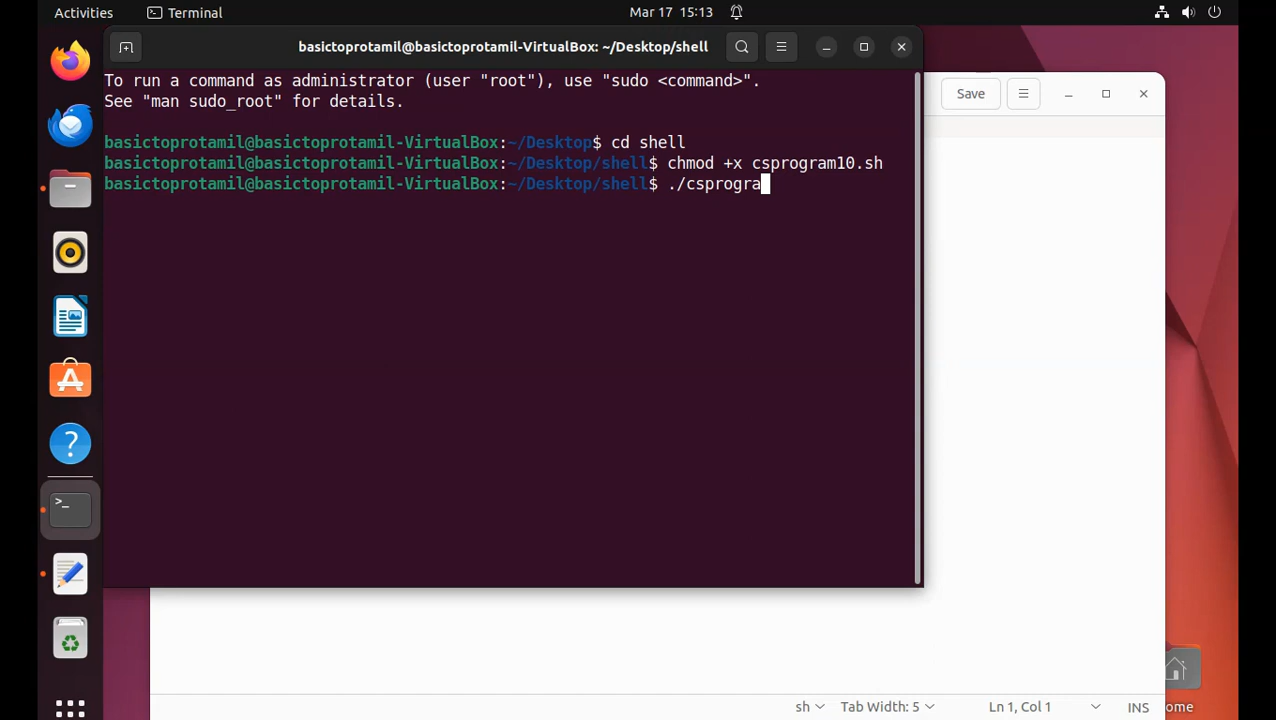 Activities Terminal Mar 17 15:13
basictoprotamil@basictoprotamil-VirtualBox: ~/Desktop/shell
To run a command as administrator (user "root"), use "sudo <command>".
See "man sudo_root" for details.
basictoprotamil@basictoprotamil-VirtualBox:~/Desktop$ cd shell
basictoprotamil@basictoprotamil-VirtualBox:~/Desktop/shell$ chmod +x csprogram10.sh
basictoprotamil@basictoprotamil-VirtualBox:~/Desktop/shell$ ./csprogra
Save
ome
sh Tab Width: 5 Ln 1, Col 1 INS